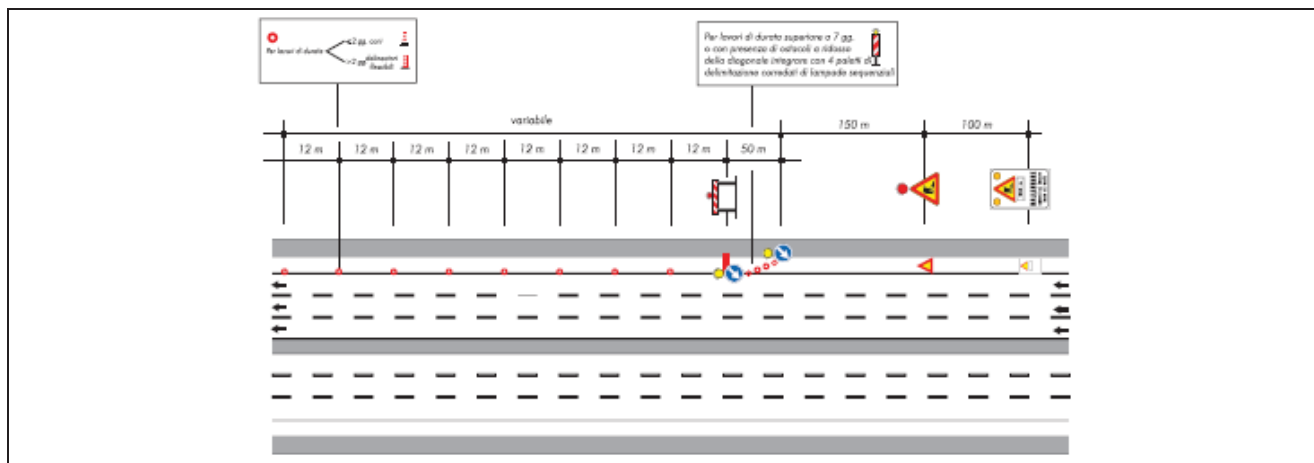 Per lavori di durata
≤2 gg. coni
>2 gg. delineatori
flessibili
Per lavori di durata superiore a 7 gg.
o con presenza di ostacoli a ridosso
della diagonale integrare con 4 paletti di
delimitazione corredati di lampade sequenziali
variabile
150 m
100 m
12 m
12 m
12 m
12 m
12 m
12 m
12 m
12 m
50 m